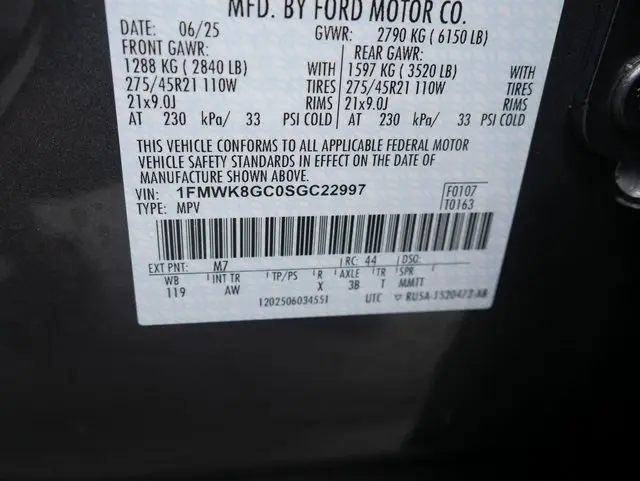 MFD. BY FORD MOTOR CO.
DATE: 06/25 GVWR: 2790 KG ( 6150 LB)
FRONT GAWR: REAR GAWR:
1288 KG ( 2840 LB) WITH 1597 KG ( 3520 LB) WITH
275/45R21 110W TIRES 275/45R21 110W TIRES
21x9.0J RIMS 21x9.0J RIMS
AT 230 kPa/ 33 PSI COLD AT 230 kPa/ 33 PSI COLD
THIS VEHICLE CONFORMS TO ALL APPLICABLE FEDERAL MOTOR
VEHICLE SAFETY STANDARDS IN EFFECT ON THE DATE OF
MANUFACTURE SHOWN ABOVE.
VIN: 1FMWK8GC0SGC22997 F0107
TYPE: MPV T0163
EXT PNT: M7 RC: 44 DSO:
WB INT TR TP/PS R AXLE TR SPR
119 AW X 3B T MMTT
1202506034551 UTC ▽ RU5A-1520472-AB